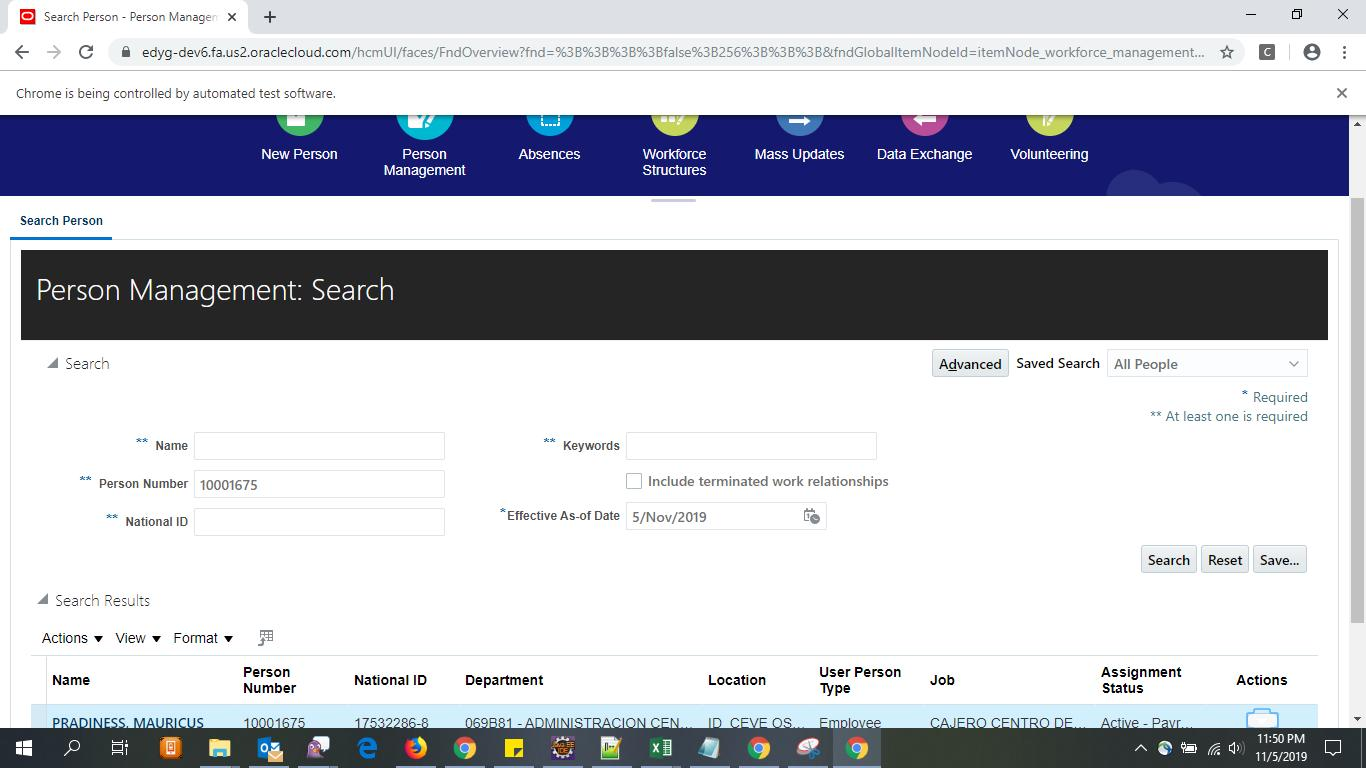 Search Person - Person Managem
edyg-dev6.fa.us2.oraclecloud.com/hcmUI/faces/FndOverview?fnd=%3B%3B%3B%3Bfalse%3B256%3B%3B%3B&fndGlobalItemNodeId=itemNode_workforce_management...
Chrome is being controlled by automated test software.
New Person
Person Management
Absences
Workforce Structures
Mass Updates
Data Exchange
Volunteering
Search Person
Person Management: Search
Search
Advanced Saved Search All People
* Required
** At least one is required
** Name
** Keywords
** Person Number 10001675
Include terminated work relationships
** National ID
*Effective As-of Date 5/Nov/2019
Search Reset Save...
Search Results
Actions View Format
Name Person Number National ID Department Location User Person Type Job Assignment Status Actions
PRADINESS, MAURICUS 10001675 17532286-8 069B81 - ADMINISTRACION CEN... ID_CEVE OS... Employee CAJERO CENTRO DE... Active - Payr...
11:50 PM
11/5/2019